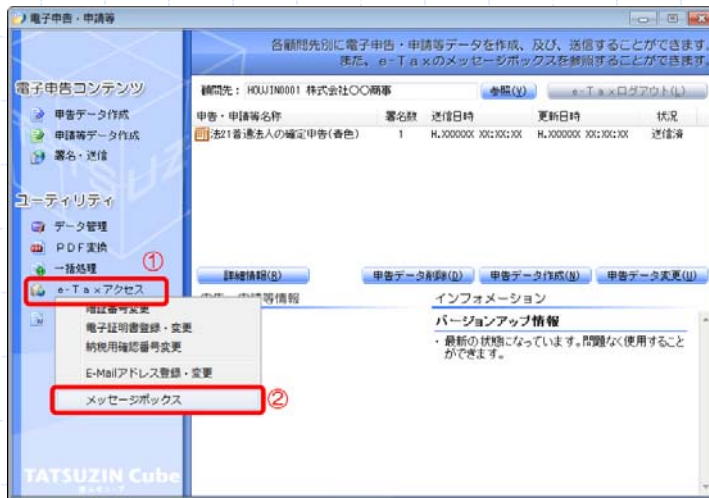 電子申告・申請等
各顧問先別に電子申告・申請等データを作成、及び、送信することができます。
また、e-Taxのメッセージボックスを参照することができます。
電子申告コンテンツ
申告データ作成
申請等データ作成
署名・送信
ユーティリティ
データ管理
PDF変換
一括処理
①
e-Taxアクセス
暗証番号変更
電子証明書登録・変更
納税用確認番号変更
E-Mailアドレス登録・変更
メッセージボックス
②
顧問先: HOUJIN0001 株式会社〇〇商事
参照(V)
e-Taxログアウト(L)
申告・申請等名称 署名数 送信日時 更新日時 状況
法21普通法人の確定申告(青色) 1 H.XXXXXX XX:XX:XX H.XXXXXX XX:XX:XX 送信済
詳細情報(R)
申告データ削除(D)
申告データ作成(N)
申告データ変更(U)
申告・申請等情報
インフォメーション
バージョンアップ情報
・最新の状態になっています。問題なく使用すること
ができます。
TATSUZIN Cube